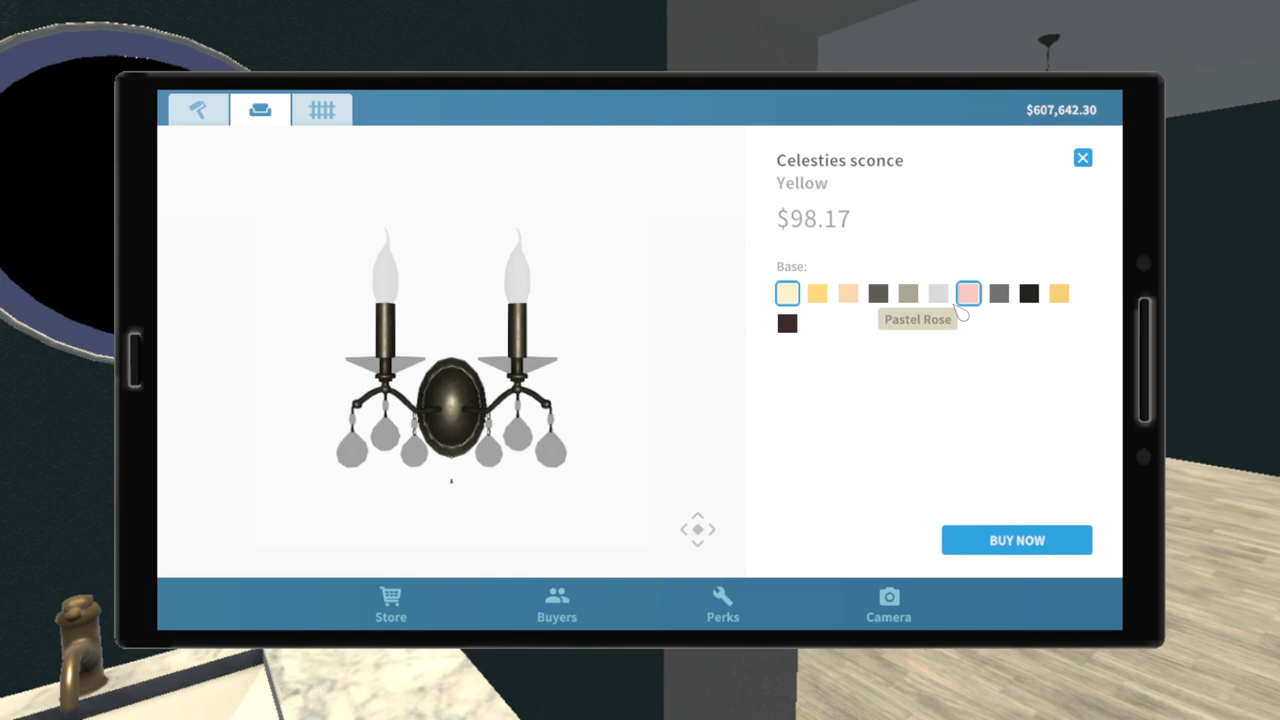 $607,642.30
Celesties sconce
Yellow
$98.17
Base:
Pastel Rose
BUY NOW
Store
Buyers
Perks
Camera